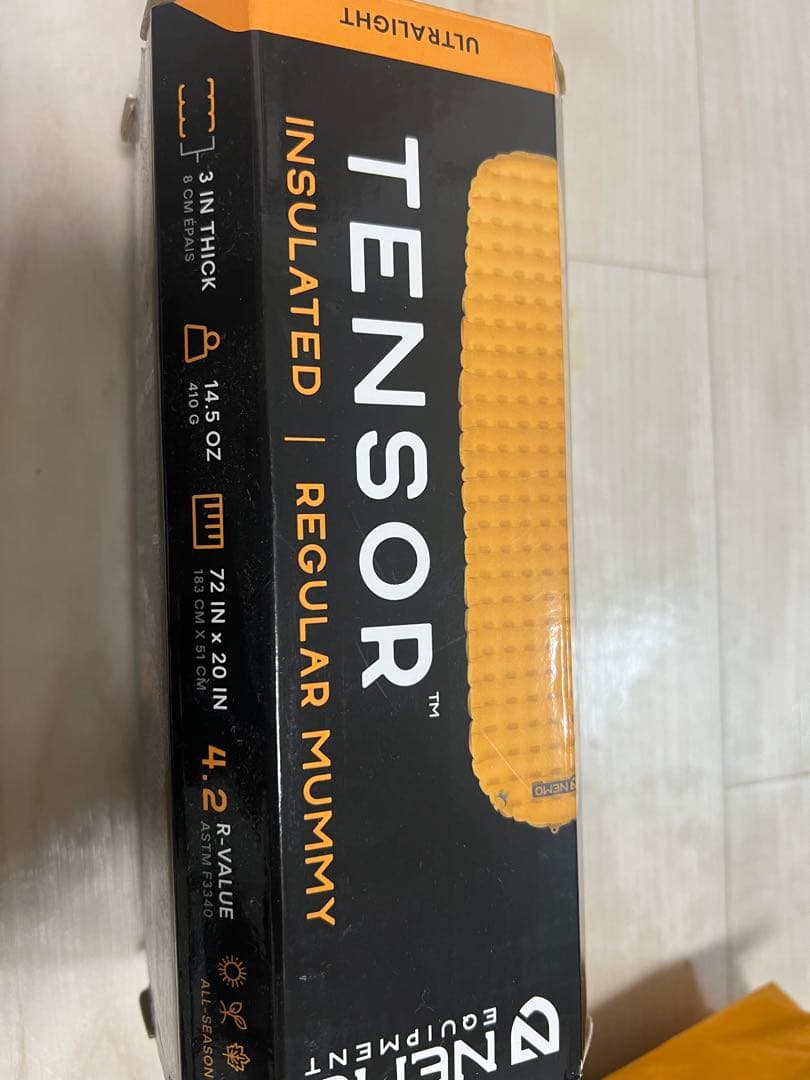 ULTRALIGHT
TENSOR™
INSULATED | REGULAR MUMMY
3 IN THICK
8 CM ÉPAIS
14.5 OZ
410 G
72 IN x 20 IN
183 CM X 51 CM
4.2 R-VALUE
ASTM F3340
ALL-SEASON
NEMO
EQUIPMENT
NEMO